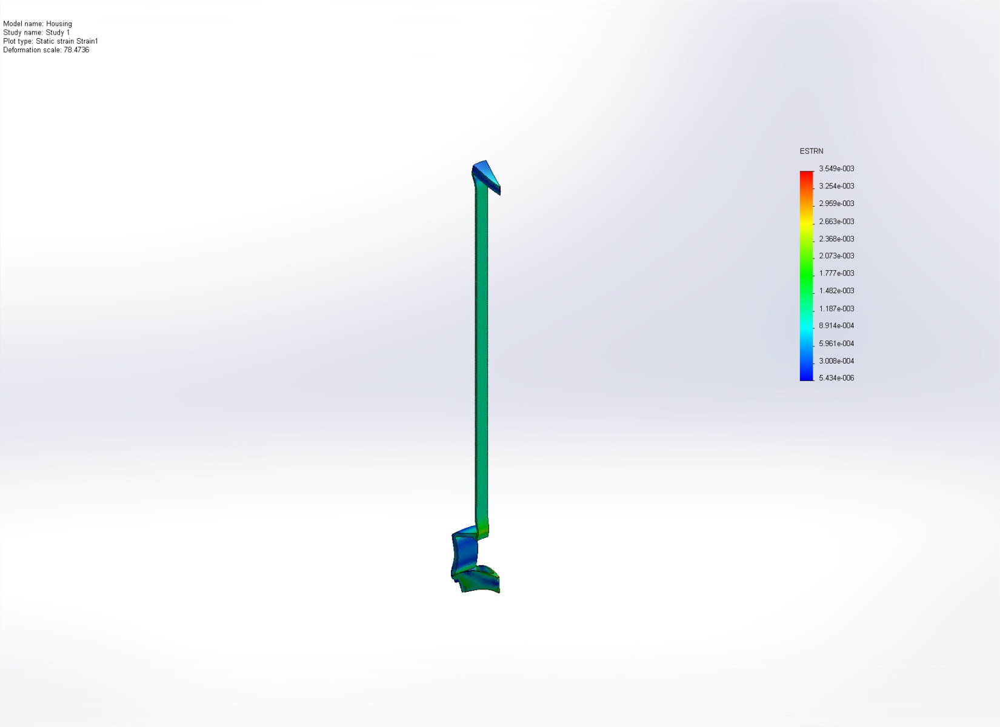 Model name: Housing
Study name: Study 1
Plot type: Static strain Strain1
Deformation scale: 78.4736
ESTRN
3.549e-003
3.254e-003
2.959e-003
2.663e-003
2.368e-003
2.073e-003
1.777e-003
1.482e-003
1.187e-003
8.914e-004
5.961e-004
3.008e-004
5.434e-006